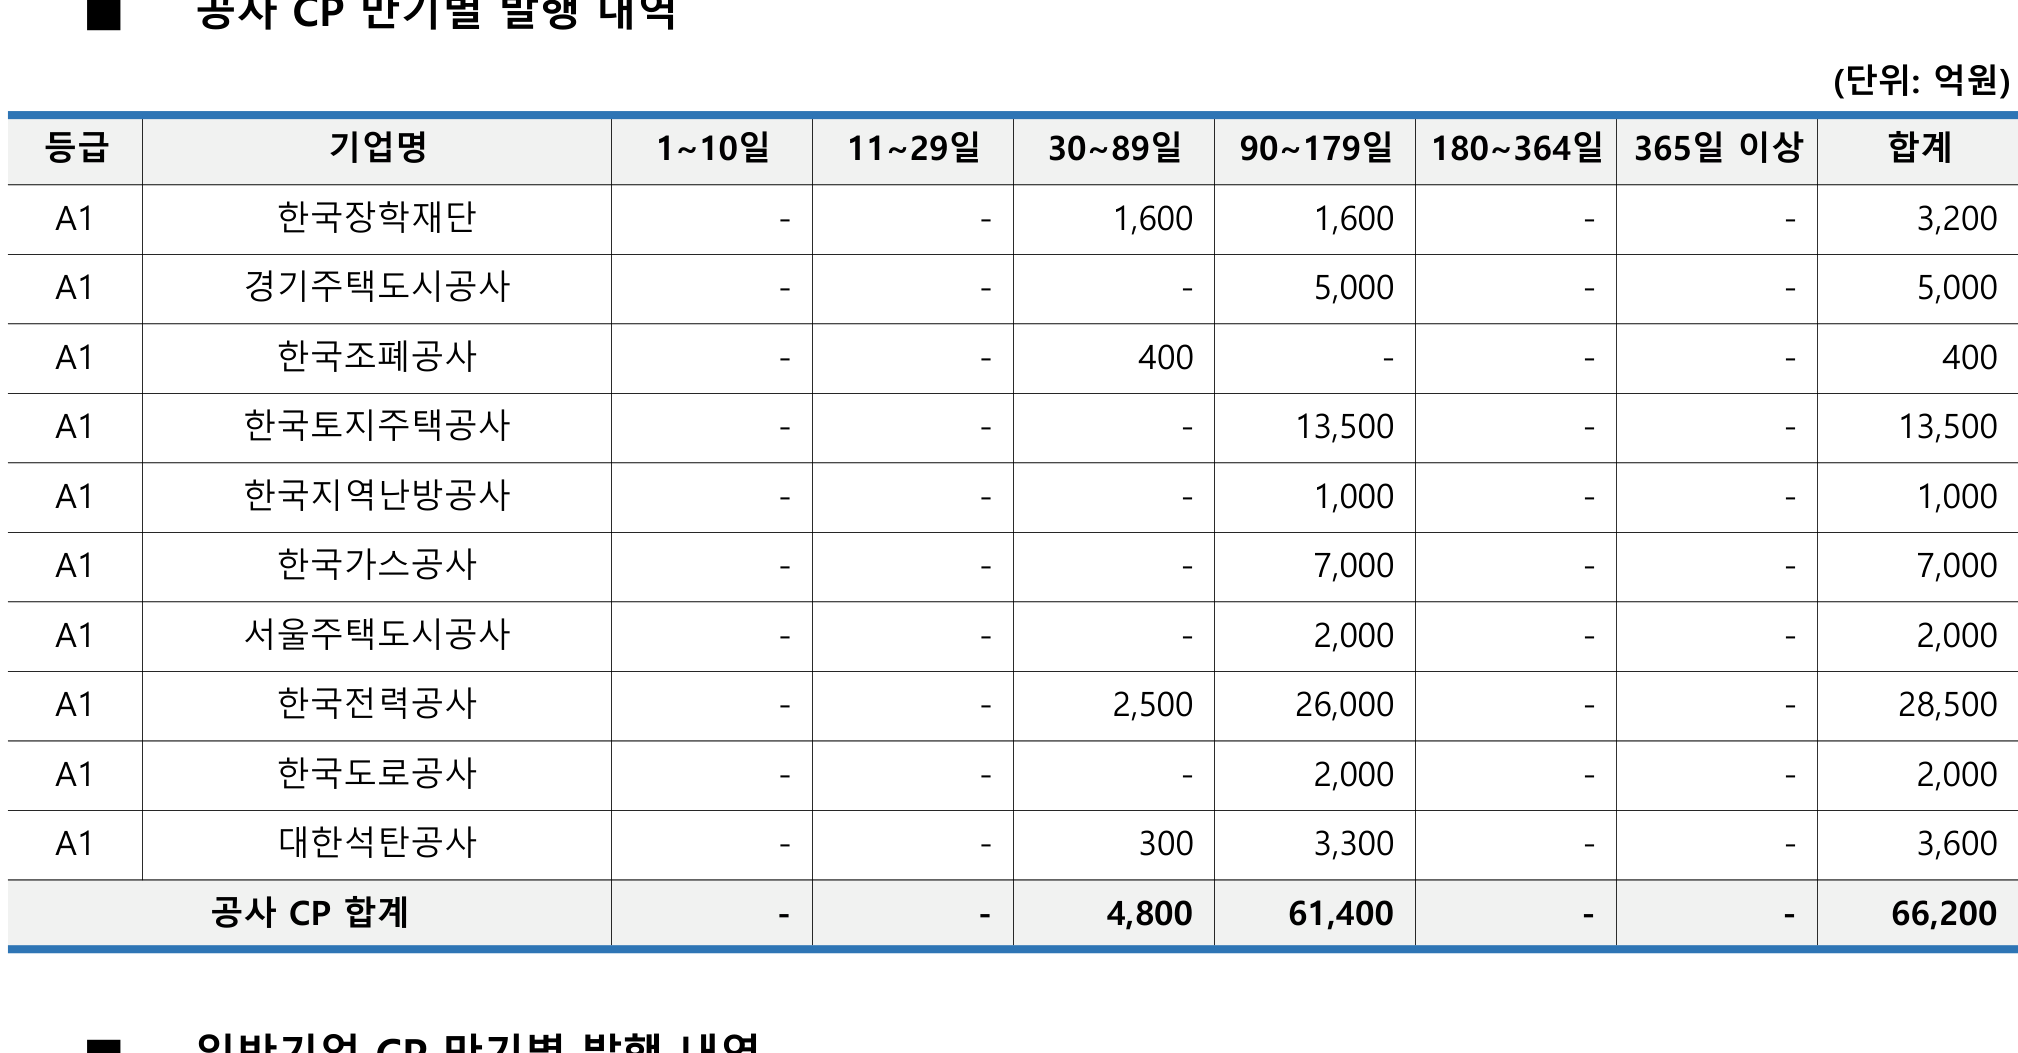 ■ 공사 CP 만기별 발행 내역
(단위: 억원)
등급 기업명 1~10일 11~29일 30~89일 90~179일 180~364일 365일 이상 합계
A1 한국장학재단 - - 1,600 1,600 - - 3,200
A1 경기주택도시공사 - - - 5,000 - - 5,000
A1 한국조폐공사 - - 400 - - - 400
A1 한국토지주택공사 - - - 13,500 - - 13,500
A1 한국지역난방공사 - - - 1,000 - - 1,000
A1 한국가스공사 - - - 7,000 - - 7,000
A1 서울주택도시공사 - - - 2,000 - - 2,000
A1 한국전력공사 - - 2,500 26,000 - - 28,500
A1 한국도로공사 - - - 2,000 - - 2,000
A1 대한석탄공사 - - 300 3,300 - - 3,600
공사 CP 합계 - - 4,800 61,400 - - 66,200
■ 일반기업 CP 만기별 발행 내역